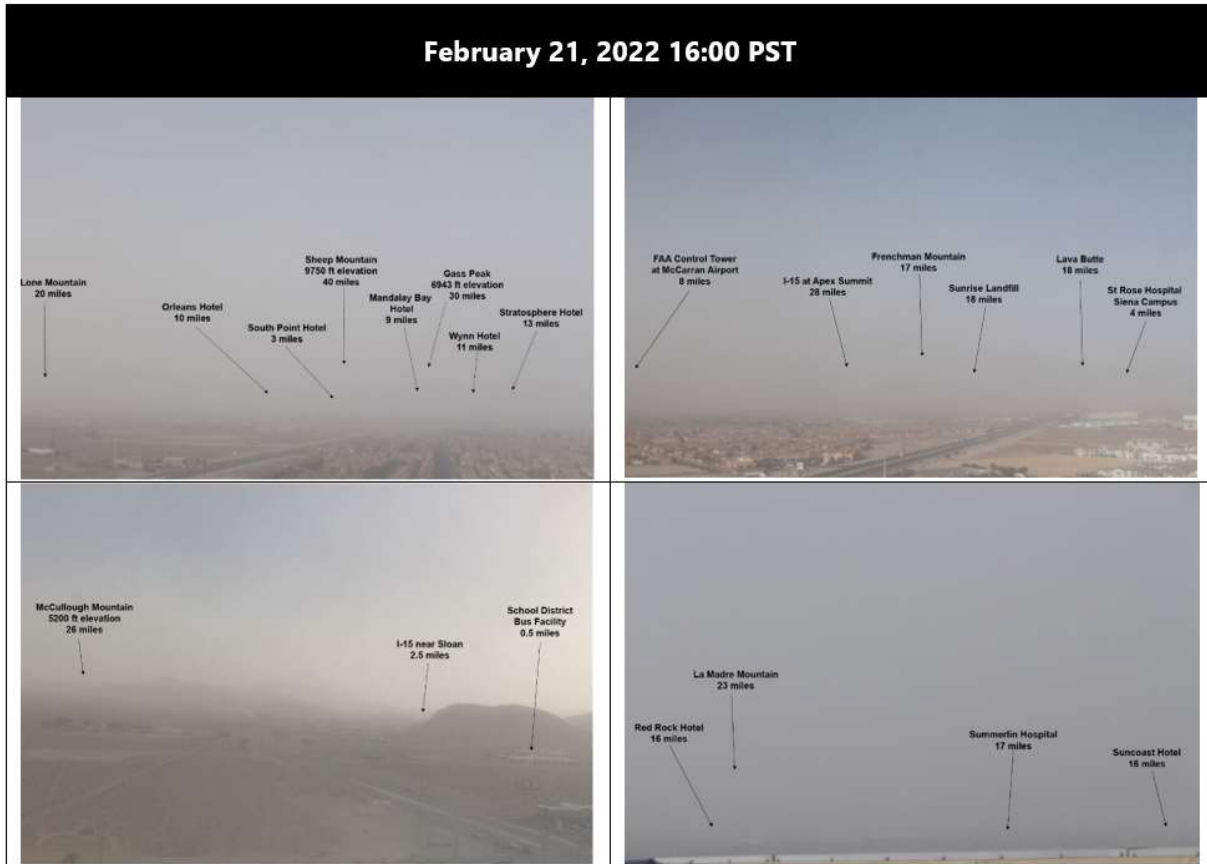 February 21, 2022 16:00 PST
Lone Mountain
20 miles
Orleans Hotel
10 miles
South Point Hotel
3 miles
Sheep Mountain
9750 ft elevation
40 miles
Mandalay Bay
Hotel
9 miles
Gass Peak
6943 ft elevation
30 miles
Wynn Hotel
11 miles
Stratosphere Hotel
13 miles
FAA Control Tower
at McCarran Airport
8 miles
I-15 at Apex Summit
28 miles
Frenchman Mountain
17 miles
Sunrise Landfill
18 miles
Lava Butte
18 miles
St Rose Hospital
Siena Campus
4 miles
McCullough Mountain
5200 ft elevation
26 miles
I-15 near Sloan
2.5 miles
School District
Bus Facility
0.5 miles
Red Rock Hotel
16 miles
La Madre Mountain
23 miles
Summerlin Hospital
17 miles
Suncoast Hotel
16 miles